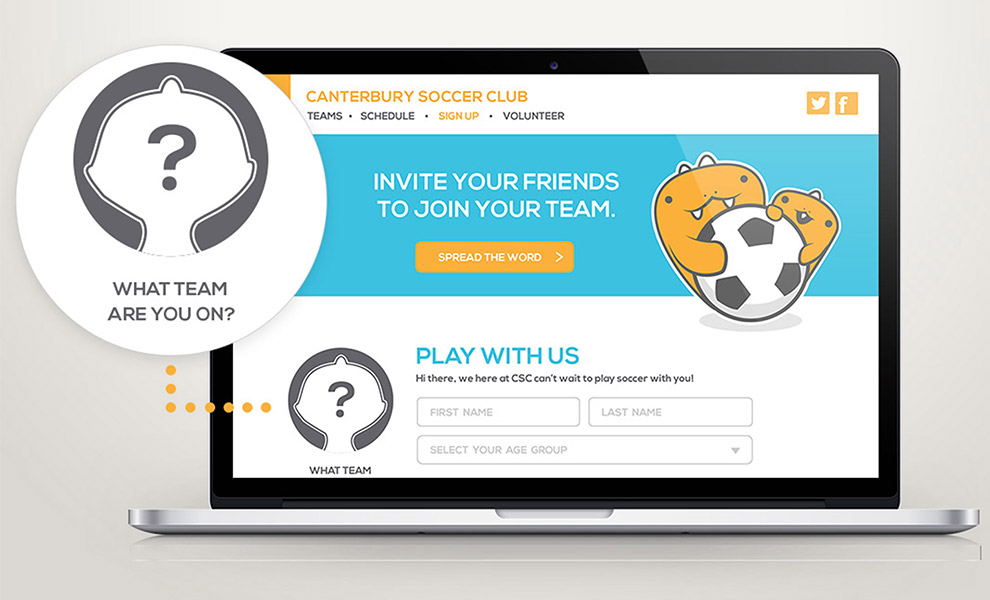 ?
WHAT TEAM
ARE YOU ON?
CANTERBURY SOCCER CLUB
TEAMS • SCHEDULE • SIGN UP • VOLUNTEER
INVITE YOUR FRIENDS
TO JOIN YOUR TEAM.
SPREAD THE WORD >
PLAY WITH US
Hi there, we here at CSC can't wait to play soccer with you!
FIRST NAME
LAST NAME
SELECT YOUR AGE GROUP
?
WHAT TEAM